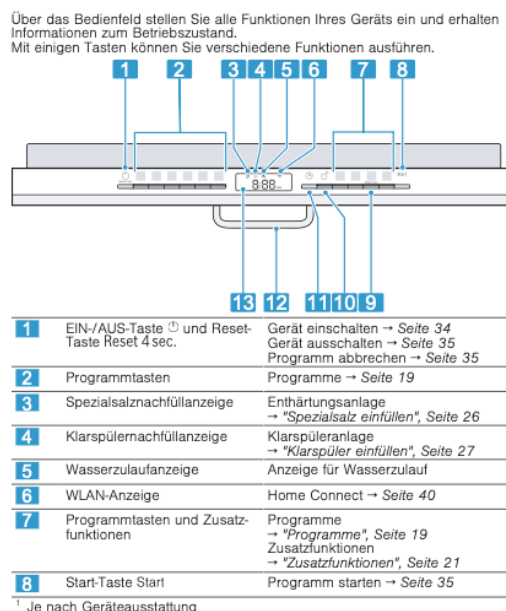 Über das Bedienfeld stellen Sie alle Funktionen Ihres Geräts ein und erhalten
Informationen zum Betriebszustand.
Mit einigen Tasten können Sie verschiedene Funktionen ausführen.
1 2 3 4 5 6 7 8
8:88
13 12 11 10 9
1 EIN-/AUS-Taste ⏻ und Reset- Gerät einschalten → Seite 34
Taste Reset 4 sec. Gerät ausschalten → Seite 35
Programm abbrechen → Seite 35
2 Programmtasten Programme → Seite 19
3 Spezialsalznachfüllanzeige Enthärtungsanlage
→ "Spezialsalz einfüllen", Seite 26
4 Klarspülernachfüllanzeige Klarspüleranlage
→ "Klarspüler einfüllen", Seite 27
5 Wasserzulaufanzeige Anzeige für Wasserzulauf
6 WLAN-Anzeige Home Connect → Seite 40
7 Programmtasten und Zusatz- Programme
funktionen → "Programme", Seite 19
Zusatzfunktionen
→ "Zusatzfunktionen", Seite 21
8 Start-Taste Start Programm starten → Seite 35
1 Je nach Geräteausstattung